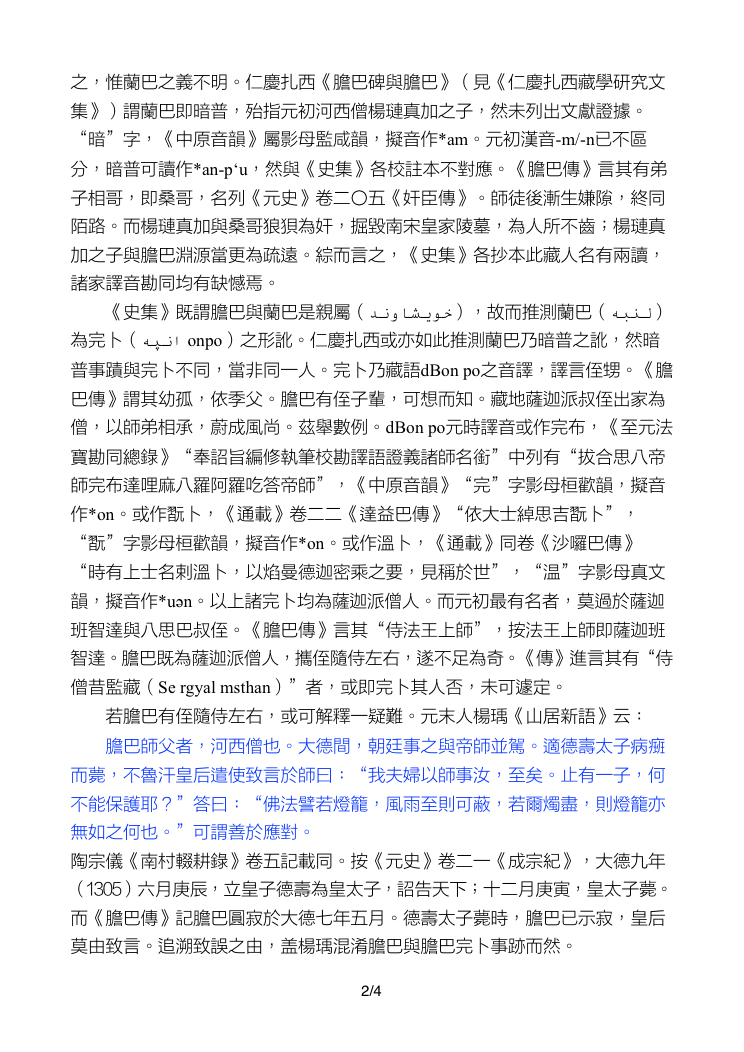 之，惟蘭巴之義不明。仁慶扎西《膽巴碑與膽巴》（見《仁慶扎西藏學研究文
集》）謂蘭巴即暗普，殆指元初河西僧楊璉真加之子，然未列出文獻證據。
“暗”字，《中原音韻》屬影母監咸韻，擬音作*am。元初漢音-m/-n已不區
分，暗普可讀作*an-p‘u，然與《史集》各校註本不對應。《膽巴傳》言其有弟
子相哥，即桑哥，名列《元史》卷二〇五《奸臣傳》。師徒後漸生嫌隙，終同
陌路。而楊璉真加與桑哥狼狽為奸，掘毀南宋皇家陵墓，為人所不齒；楊璉真
加之子與膽巴淵源當更為疏遠。綜而言之，《史集》各抄本此藏人名有兩讀，
諸家譯音勘同均有缺憾焉。
《史集》既謂膽巴與蘭巴是親屬（خویشاوند），故而推測蘭巴（لنبه）
為完卜（انپه onpo）之形訛。仁慶扎西或亦如此推測蘭巴乃暗普之訛，然暗
普事蹟與完卜不同，當非同一人。完卜乃藏語dBon po之音譯，譯言侄甥。《膽
巴傳》謂其幼孤，依季父。膽巴有侄子輩，可想而知。藏地薩迦派叔侄出家為
僧，以師弟相承，蔚成風尚。茲舉數例。dBon po元時譯音或作完布，《至元法
寶勘同總錄》“奉詔旨編修執筆校勘譯語證義諸師名銜”中列有“拔合思八帝
師完布達哩麻八羅阿羅吃答帝師”，《中原音韻》“完”字影母桓歡韻，擬音
作*on。或作翫卜，《通載》卷二二《達益巴傳》“依大士綽思吉翫卜”，
“翫”字影母桓歡韻，擬音作*on。或作溫卜，《通載》同卷《沙囉巴傳》
“時有上士名剌溫卜，以焰曼德迦密乘之要，見稱於世”，“温”字影母真文
韻，擬音作*uən。以上諸完卜均為薩迦派僧人。而元初最有名者，莫過於薩迦
班智達與八思巴叔侄。《膽巴傳》言其“侍法王上師”，按法王上師即薩迦班
智達。膽巴既為薩迦派僧人，攜侄隨侍左右，遂不足為奇。《傳》進言其有“侍
僧昔監藏（Se rgyal msthan）”者，或即完卜其人否，未可遽定。
若膽巴有侄隨侍左右，或可解釋一疑難。元末人楊瑀《山居新語》云：
膽巴師父者，河西僧也。大德間，朝廷事之與帝師並駕。適德壽太子病癍
而薨，不魯汗皇后遣使致言於師曰：“我夫婦以師事汝，至矣。止有一子，何
不能保護耶？”答曰：“佛法譬若燈籠，風雨至則可蔽，若爾燭盡，則燈籠亦
無如之何也。”可謂善於應對。
陶宗儀《南村輟耕錄》卷五記載同。按《元史》卷二一《成宗紀》，大德九年
（1305）六月庚辰，立皇子德壽為皇太子，詔告天下；十二月庚寅，皇太子薨。
而《膽巴傳》記膽巴圓寂於大德七年五月。德壽太子薨時，膽巴已示寂，皇后
莫由致言。追溯致誤之由，盖楊瑀混淆膽巴與膽巴完卜事跡而然。
2/4